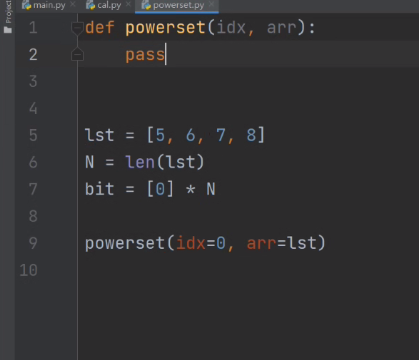 Project
main.py cal.py powerset.py
1 def powerset(idx, arr):
2     pass
3
4
5 lst = [5, 6, 7, 8]
6 N = len(lst)
7 bit = [0] * N
8
9 powerset(idx=0, arr=lst)
10